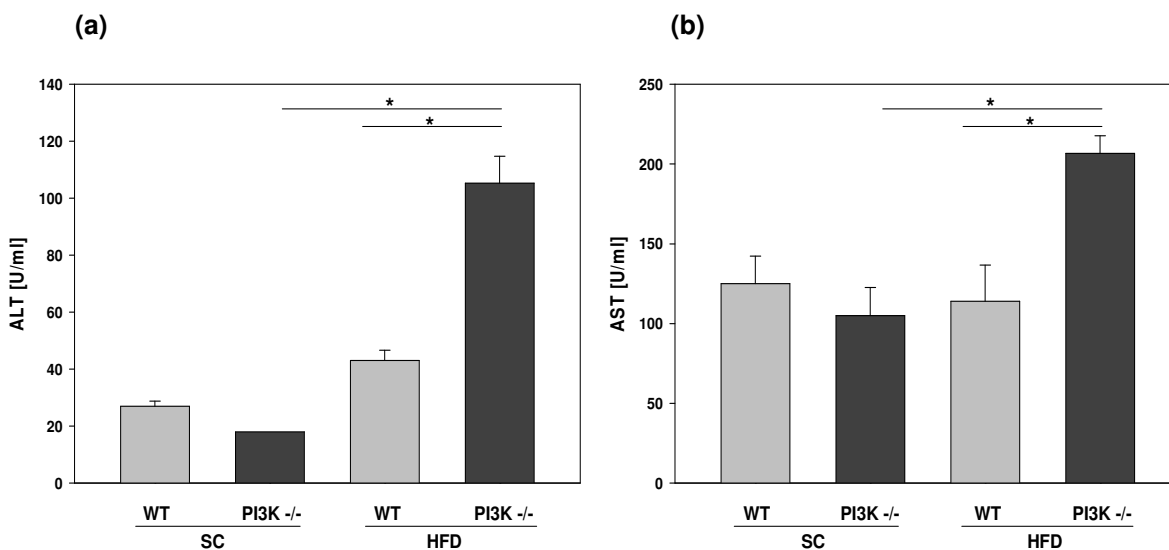 (a)
140
120
100
80
60
40
20
0
ALT [U/ml]
*
*
WT PI3K -/- WT PI3K -/-
SC HFD
(b)
250
200
150
100
50
0
AST [U/ml]
*
*
WT PI3K -/- WT PI3K -/-
SC HFD